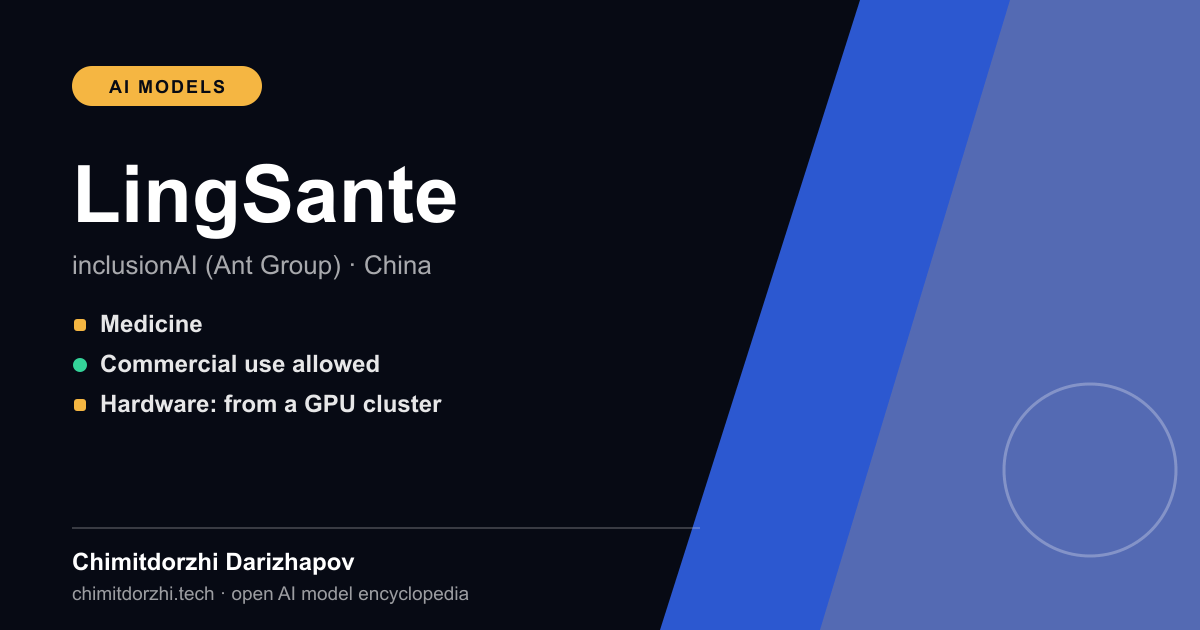 AI MODELS
LingSante
inclusionAI (Ant Group) · China
Medicine
Commercial use allowed
Hardware: from a GPU cluster
Chimitdorzhi Darizhapov
chimitdorzhi.tech · open AI model encyclopedia